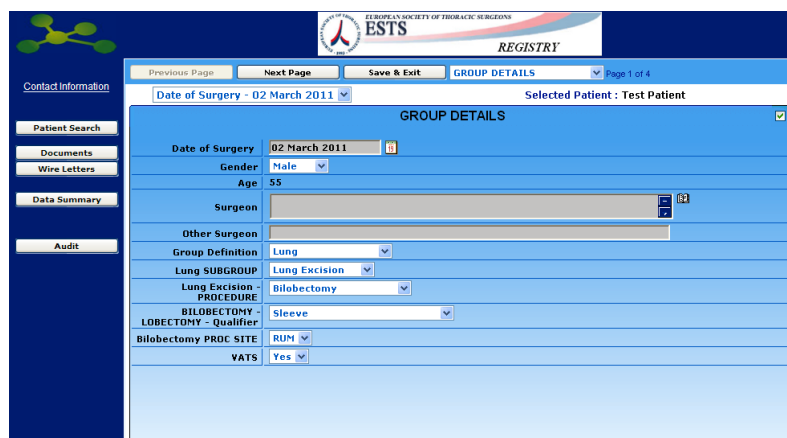 EUROPEAN SOCIETY OF THORACIC SURGEONS
ESTS
REGISTRY
Contact Information
Previous Page Next Page Save & Exit GROUP DETAILS Page 1 of 4
Date of Surgery - 02 March 2011 Selected Patient : Test Patient
GROUP DETAILS
Patient Search
Documents
Wire Letters
Data Summary
Audit
Date of Surgery 02 March 2011
Gender Male
Age 55
Surgeon
Other Surgeon
Group Definition Lung
Lung SUBGROUP Lung Excision
Lung Excision -
PROCEDURE Bilobectomy
BILOBECTOMY -
LOBECTOMY - Qualifier Sleeve
Bilobectomy PROC SITE RUM
VATS Yes